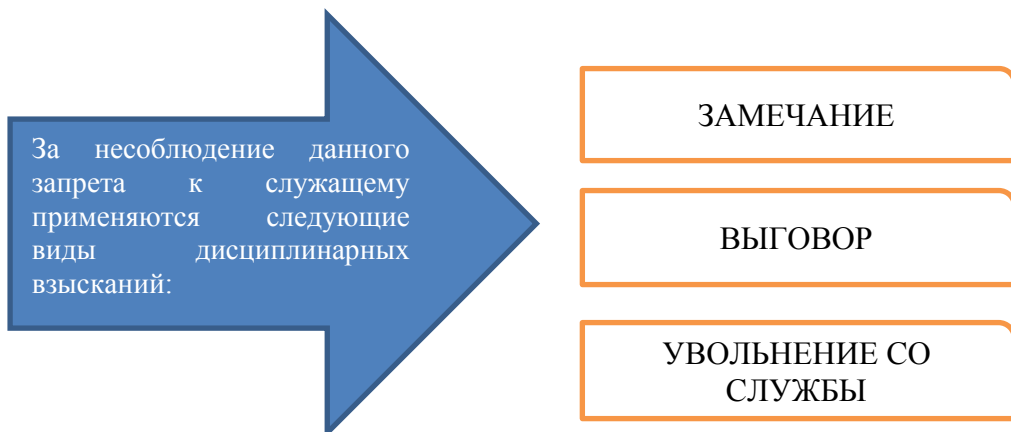 За несоблюдение данного
запрета к служащему
применяются следующие
виды дисциплинарных
взысканий:
ЗАМЕЧАНИЕ
ВЫГОВОР
УВОЛЬНЕНИЕ СО
СЛУЖБЫ